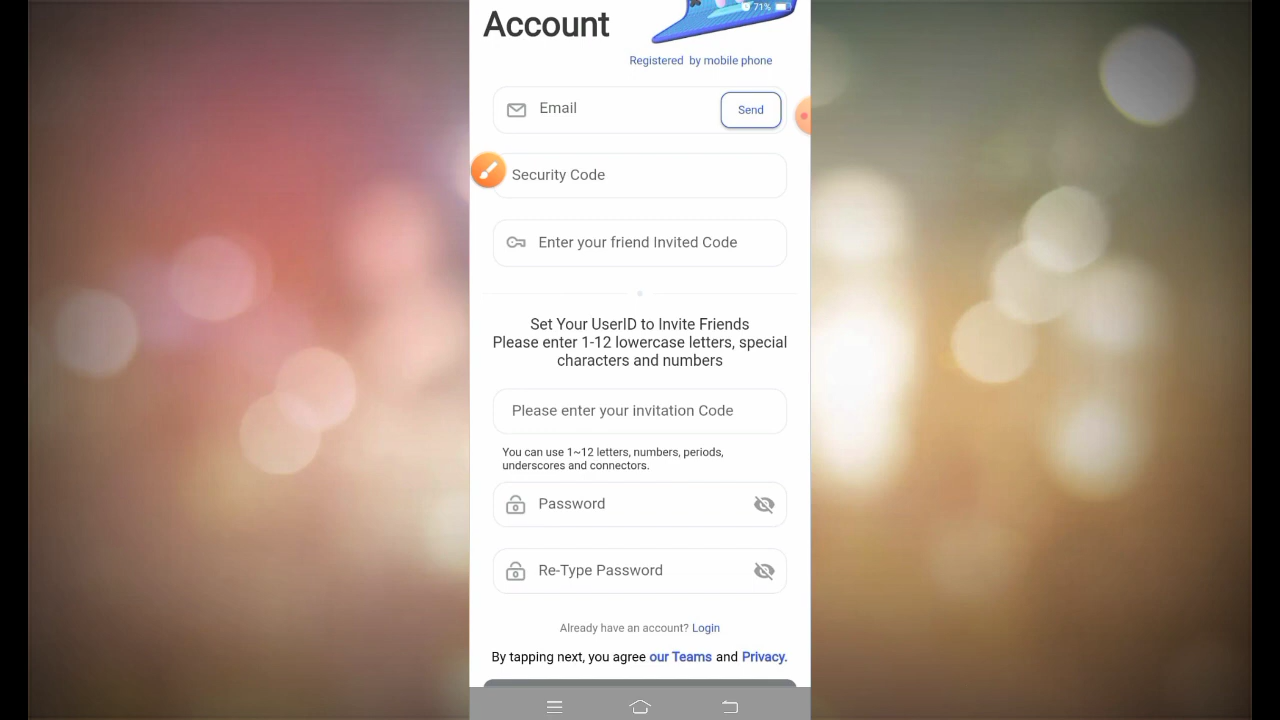 71%
Account
Registered by mobile phone
Email
Send
Security Code
Enter your friend Invited Code
Set Your UserID to Invite Friends
Please enter 1-12 lowercase letters, special
characters and numbers
Please enter your invitation Code
You can use 1~12 letters, numbers, periods,
underscores and connectors.
Password
Re-Type Password
Already have an account? Login
By tapping next, you agree our Teams and Privacy.